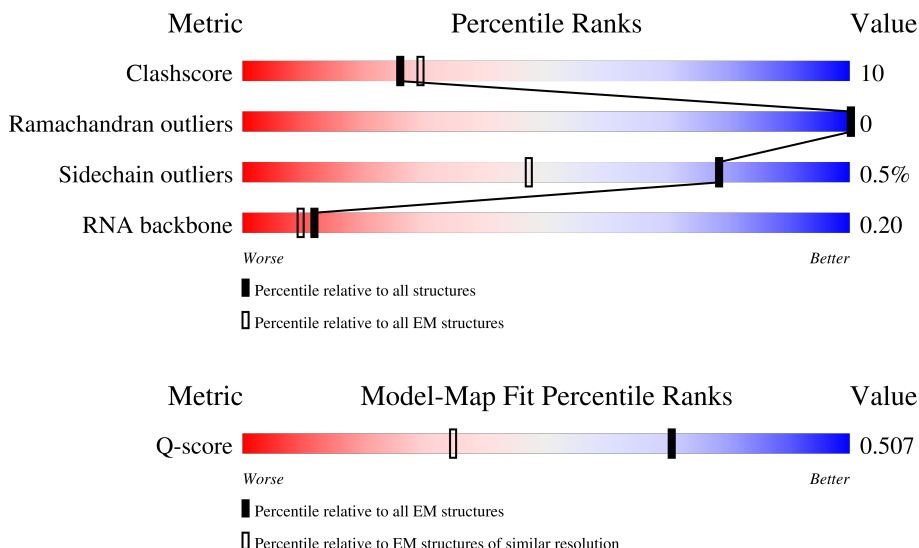 Metric Percentile Ranks Value
Clashscore 10
Ramachandran outliers 0
Sidechain outliers 0.5%
RNA backbone 0.20
Worse Better
Percentile relative to all structures
Percentile relative to all EM structures
Metric Model-Map Fit Percentile Ranks Value
Q-score 0.507
Worse Better
Percentile relative to all EM structures
Percentile relative to EM structures of similar resolution